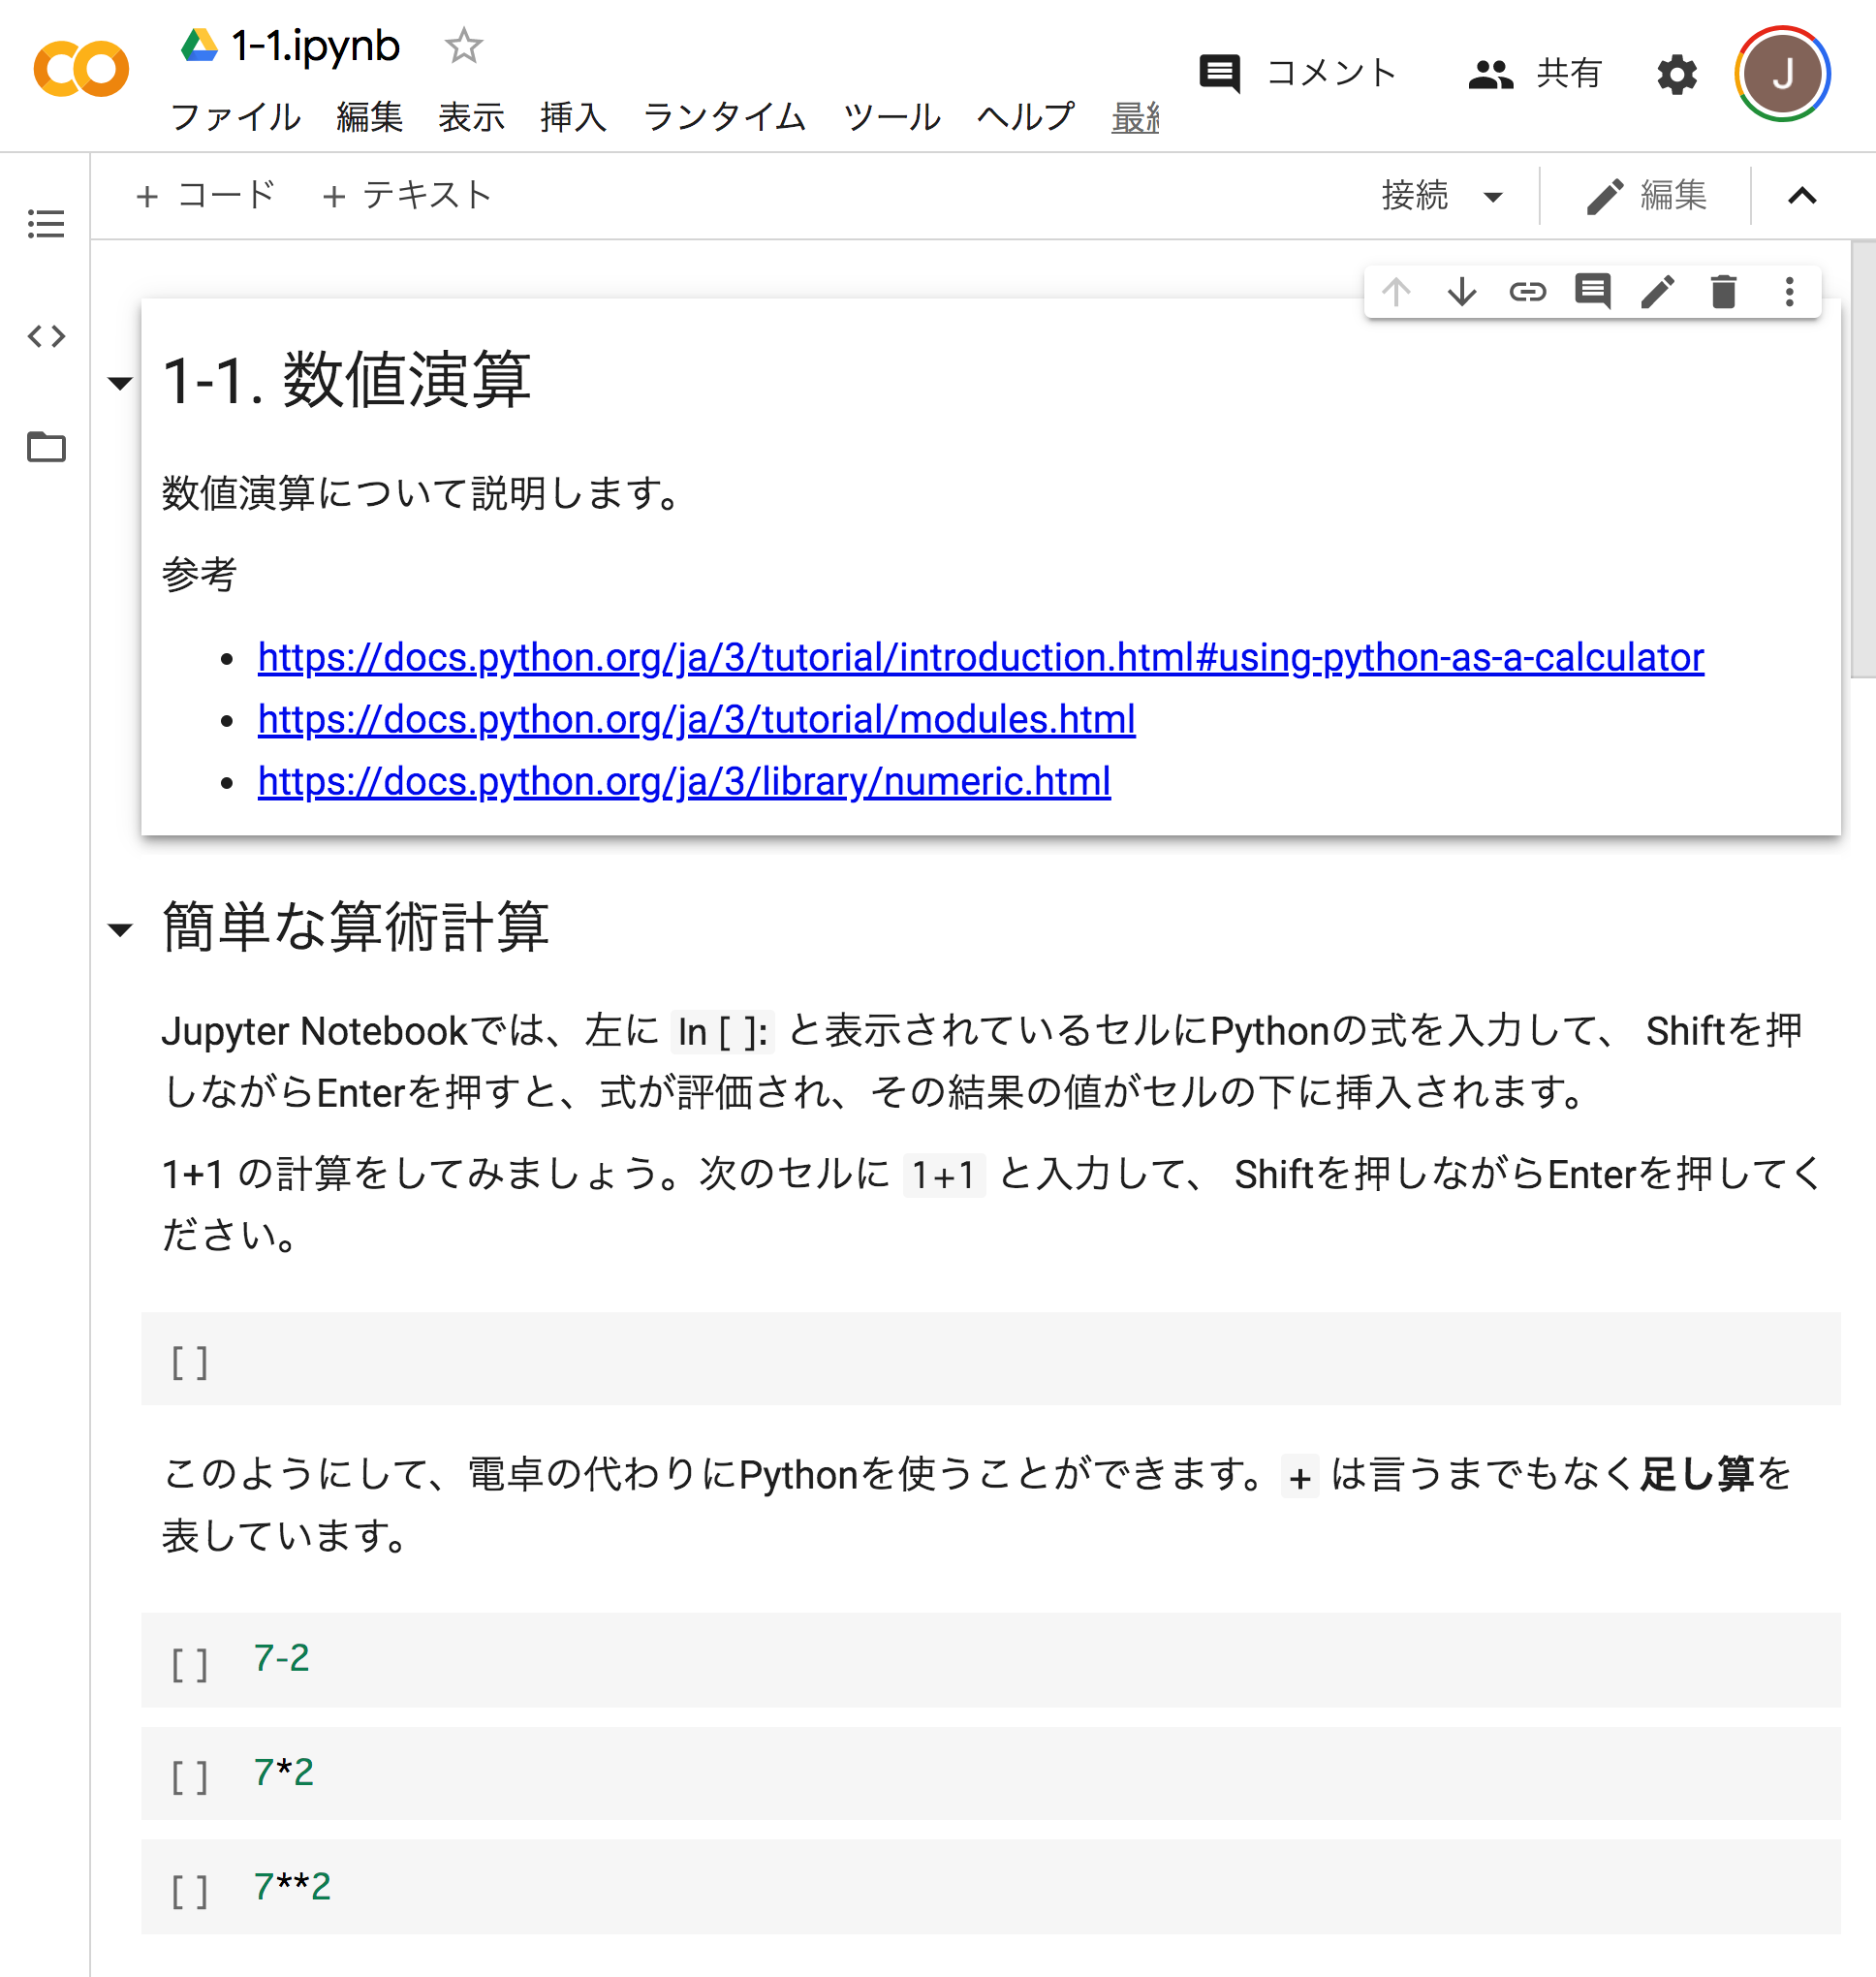 1-1.ipynb
ファイル 編集 表示 挿入 ランタイム ツール ヘルプ
コメント 共有 J
+ コード + テキスト 接続 編集
1-1. 数値演算
数値演算について説明します。
参考
https://docs.python.org/ja/3/tutorial/introduction.html#using-python-as-a-calculator
https://docs.python.org/ja/3/tutorial/modules.html
https://docs.python.org/ja/3/library/numeric.html
簡単な算術計算
Jupyter Notebookでは、左に In [ ]: と表示されているセルにPythonの式を入力して、 Shiftを押
しながらEnterを押すと、式が評価され、その結果の値がセルの下に挿入されます。
1+1 の計算をしてみましょう。次のセルに 1+1 と入力して、 Shiftを押しながらEnterを押してく
ださい。
[ ]
このようにして、電卓の代わりにPythonを使うことができます。 + は言うまでもなく足し算を
表しています。
[ ] 7-2
[ ] 7*2
[ ] 7**2